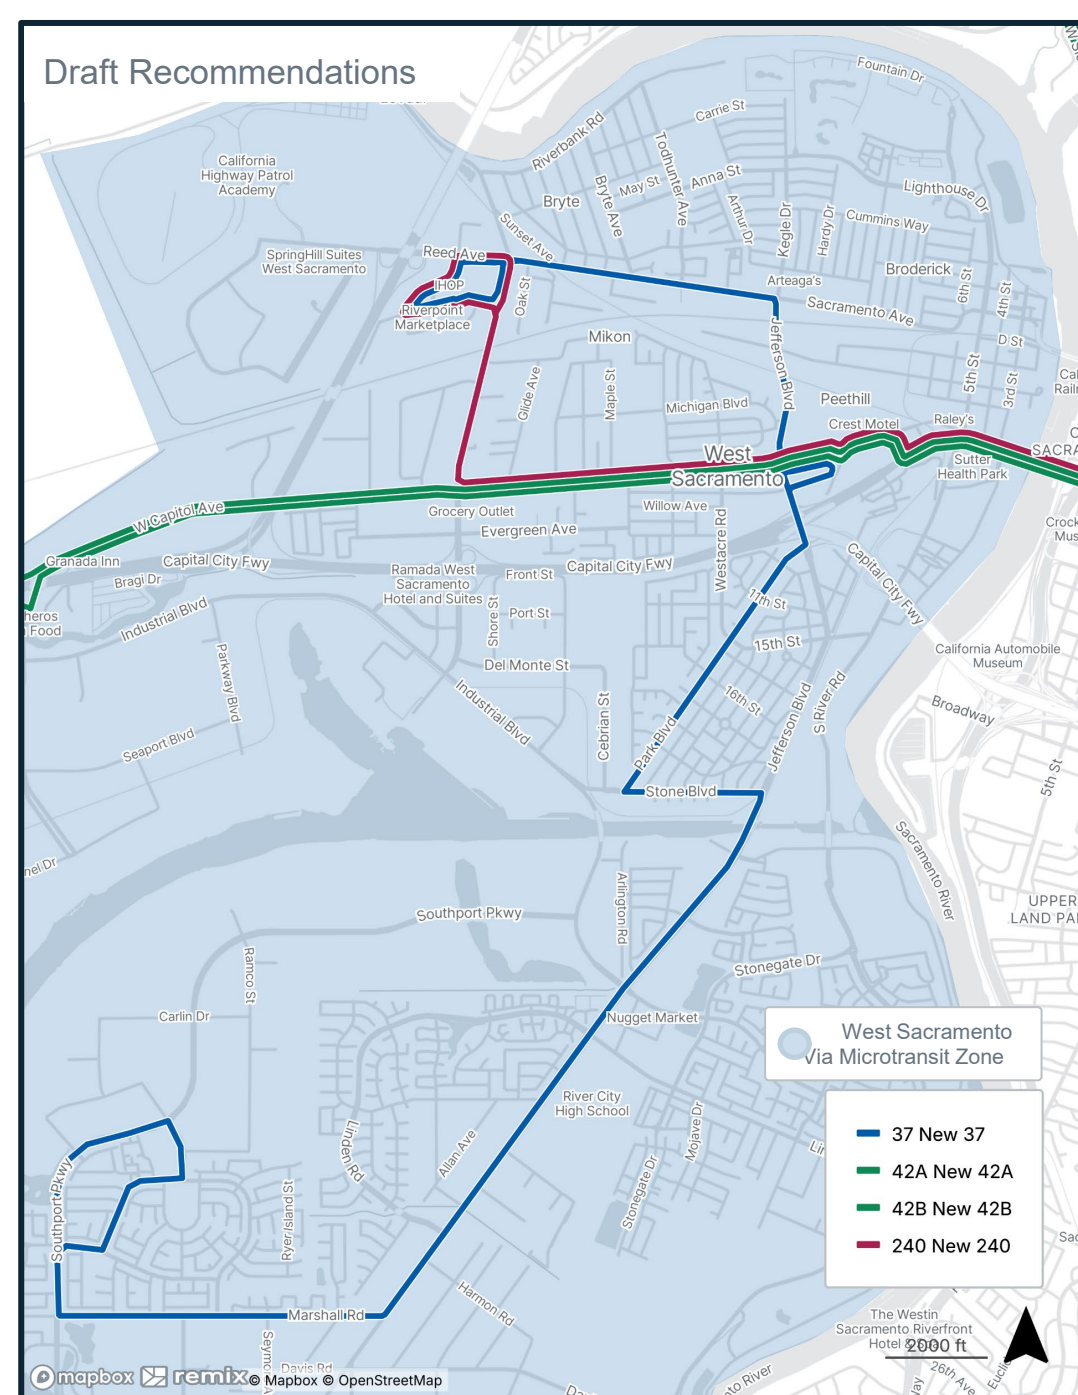 Draft Recommendations
Fountain Dr
Carrie St
Riverbank Rd
Todhunter Ave
California
Highway Patrol
Academy
May St
Anna St
Bryte
Bryte Ave
Arthur Dr
Kegle Dr
Hardy Dr
Lighthouse Dr
Cummins Way
Sunset Ave
SpringHill Suites
West Sacramento
Reed Ave
IHOP
Riverpoint
Marketplace
Oak St
Arteaga's
Broderick
6th St
4th St
Sacramento Ave
D St
Mikon
Jefferson Blvd
5th St
3rd St
Glide Ave
Maple St
Michigan Blvd
Peethill
Crest Motel
Raley's
West
Sacramento
Sutter
Health Park
W Capitol Ave
Grocery Outlet
Willow Ave
Evergreen Ave
Westacre Rd
Granada Inn
Capital City Fwy
Bragi Dr
Industrial Blvd
Ramada West
Sacramento
Hotel and Suites
Front St
Capital City Fwy
Capital City Fwy
Shore St
Port St
11th St
15th St
California Automobile
Museum
Broadway
Parkway Blvd
Del Monte St
Industrial Blvd
Cebrian St
16th St
Jefferson Blvd
S River Rd
Seaport Blvd
Park Blvd
Stone Blvd
5th St
Sacramento River
nel Dr
heros
Food
SACRA
Crock
Mus
UPPER
LAND PA
Southport Pkwy
Arlington Rd
Ramco St
Stonegate Dr
Carlin Dr
Nugget Market
River City
High School
Mojave Dr
Linden Rd
Allan Ave
Stonegate Dr
Southport Pkwy
Ryer Island St
Marshall Rd
Harmon Rd
Davis Rd
West Sacramento
Via Microtransit Zone
37 New 37
42A New 42A
42B New 42B
240 New 240
The Westin
Sacramento Riverfront
Hotel &
2000 ft
26th Ave
mapbox remix © Mapbox © OpenStreetMap